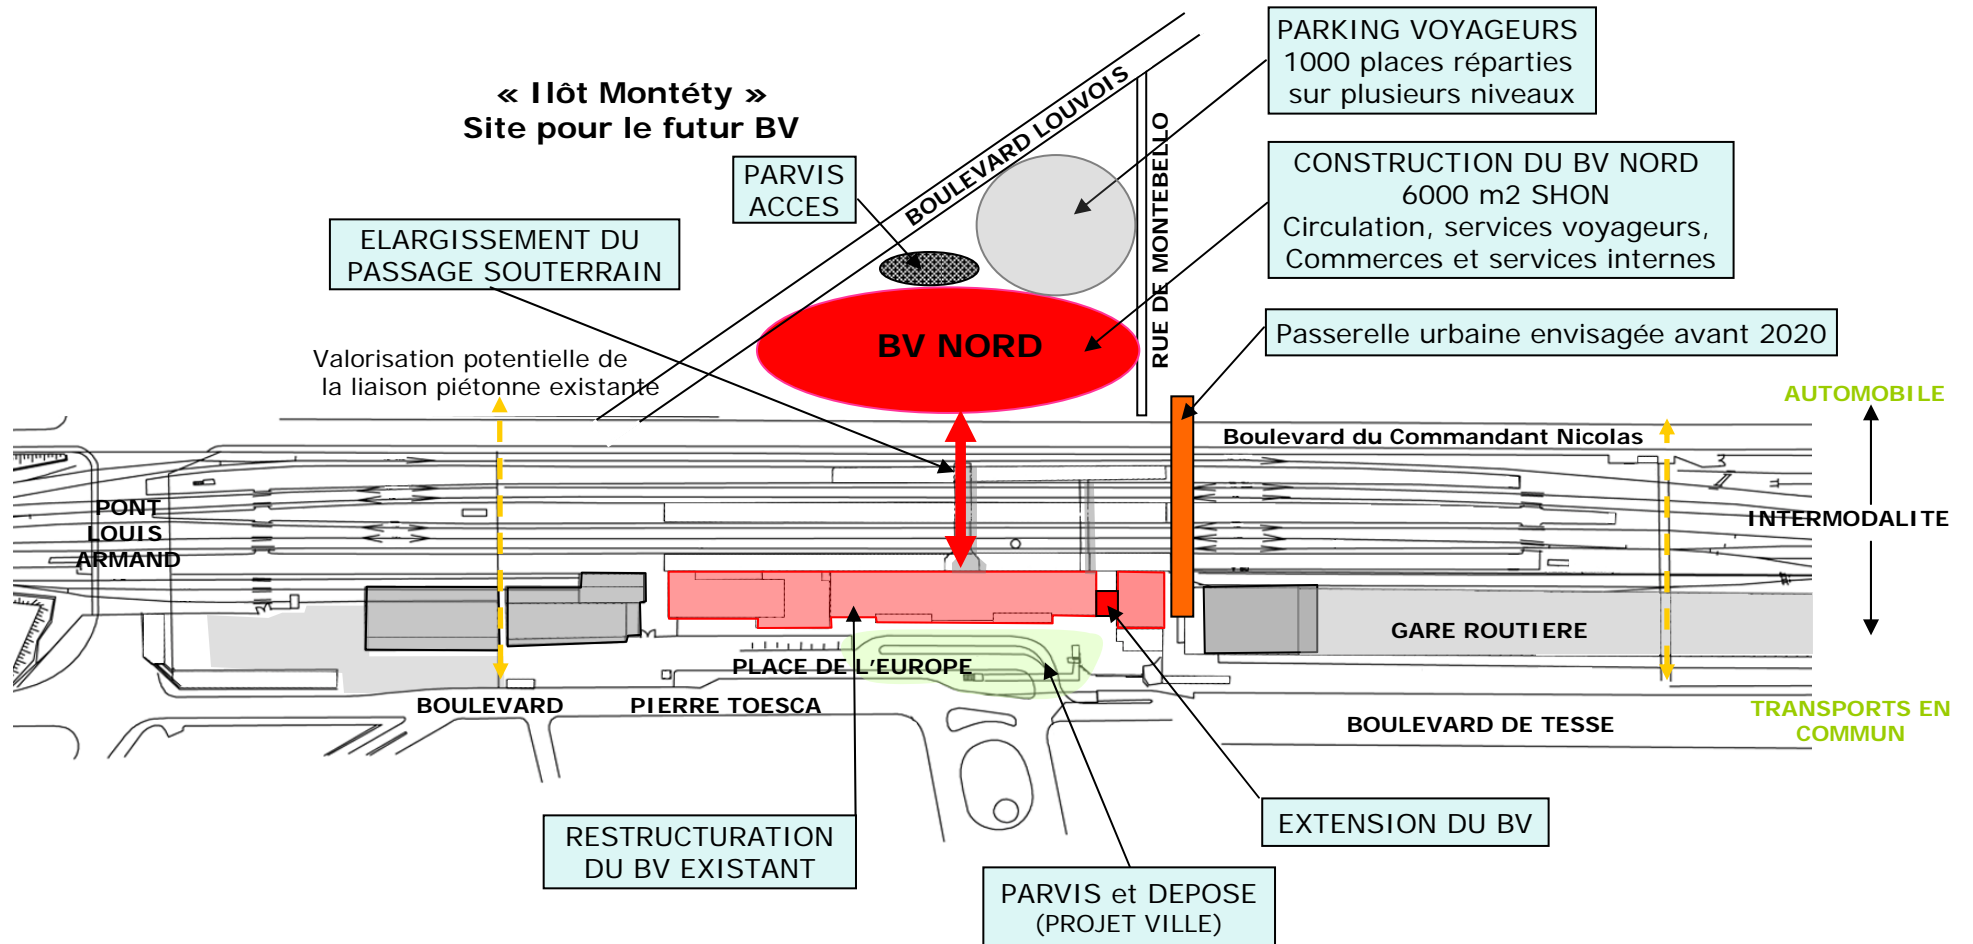 « Ilôt Montéty »
Site pour le futur BV
PARKING VOYAGEURS
1000 places réparties
sur plusieurs niveaux
BOULEVARD LOUVOIS
RUE DE MONTEBELLO
PARVIS
ACCES
CONSTRUCTION DU BV NORD
6000 m2 SHON
Circulation, services voyageurs,
Commerces et services internes
ELARGISSEMENT DU
PASSAGE SOUTERRAIN
BV NORD
Passerelle urbaine envisagée avant 2020
Valorisation potentielle de
la liaison piétonne existante
AUTOMOBILE
Boulevard du Commandant Nicolas
PONT
LOUIS
ARMAND
INTERMODALITE
GARE ROUTIERE
PLACE DE L'EUROPE
BOULEVARD PIERRE TOESCA
BOULEVARD DE TESSE
TRANSPORTS EN
COMMUN
RESTRUCTURATION
DU BV EXISTANT
EXTENSION DU BV
PARVIS et DEPOSE
(PROJET VILLE)